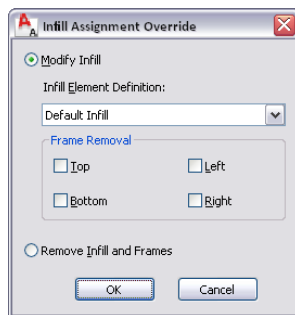 Infill Assignment Override
Modify Infill
Infill Element Definition:
Default Infill
Frame Removal
Top
Left
Bottom
Right
Remove Infill and Frames
OK
Cancel